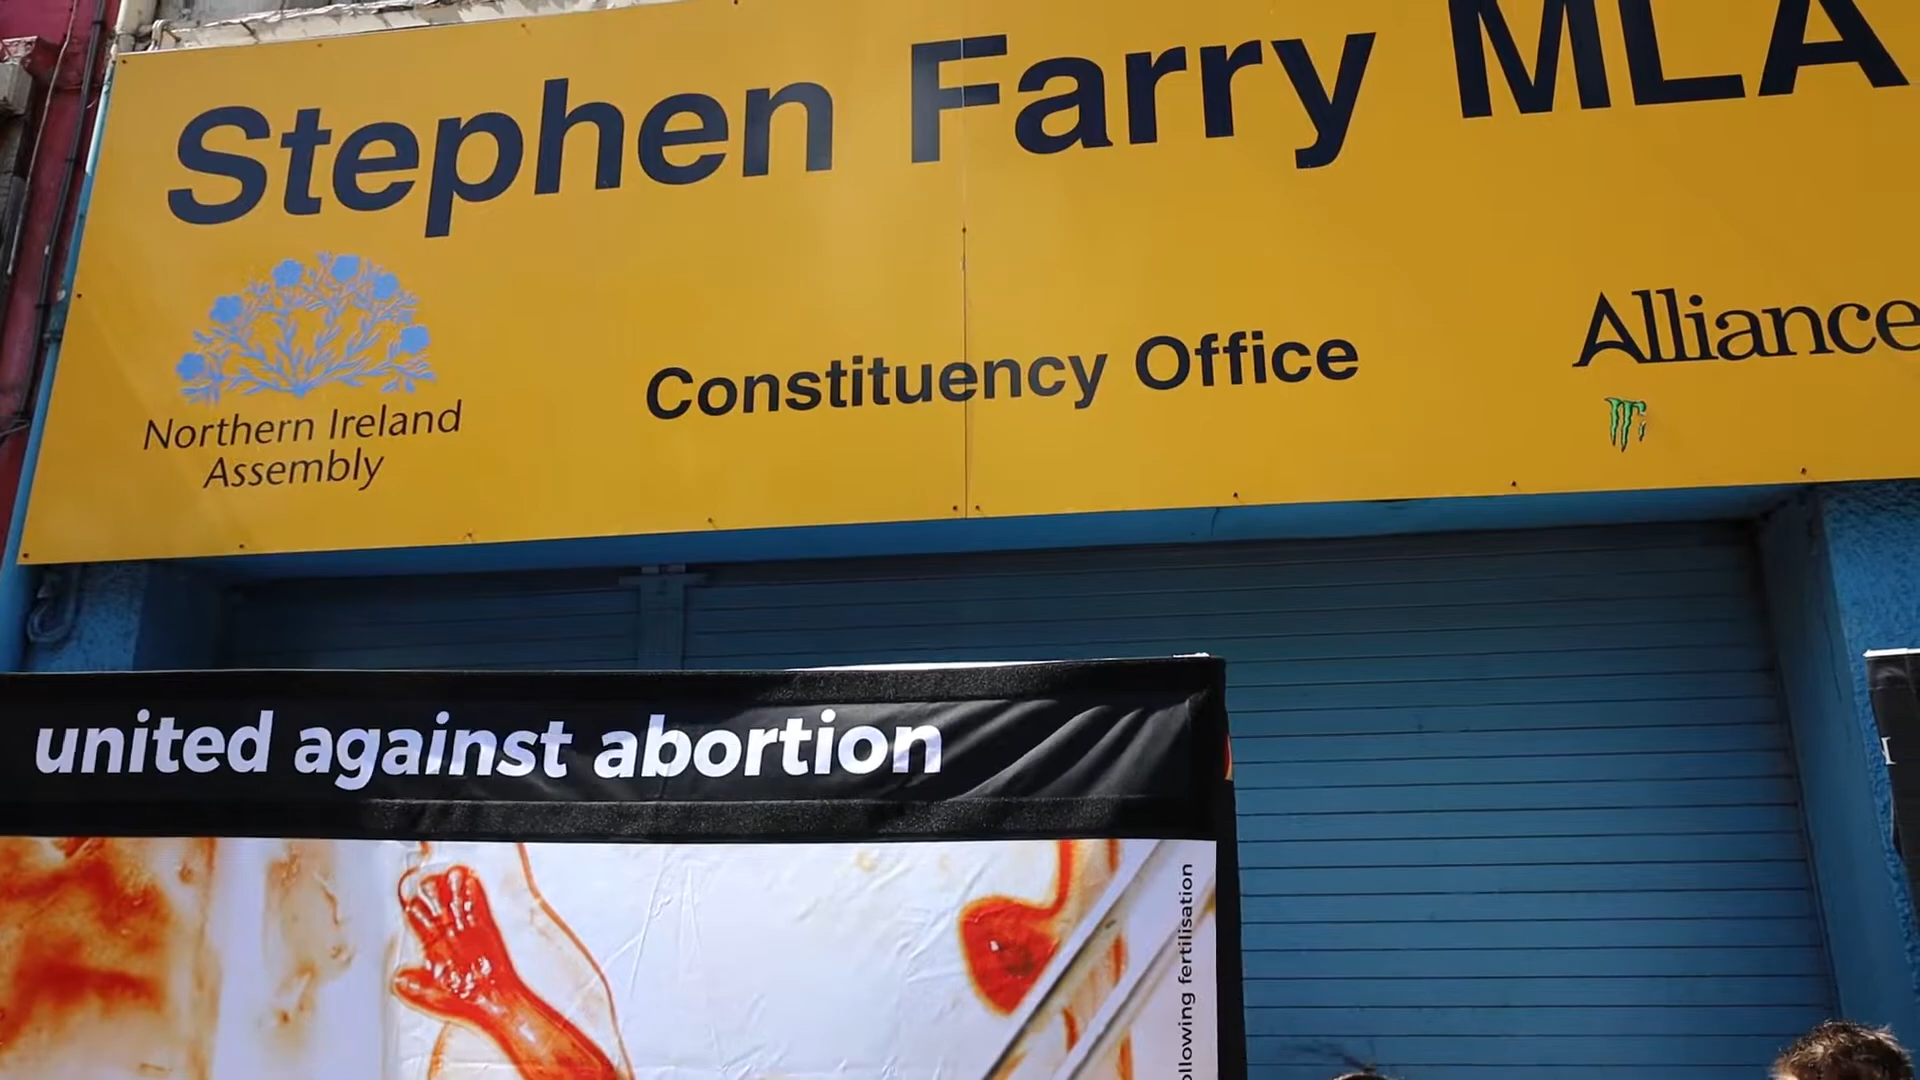 Stephen Farry MLA
Northern Ireland
Assembly
Constituency Office
Alliance
united against abortion
following fertilisation